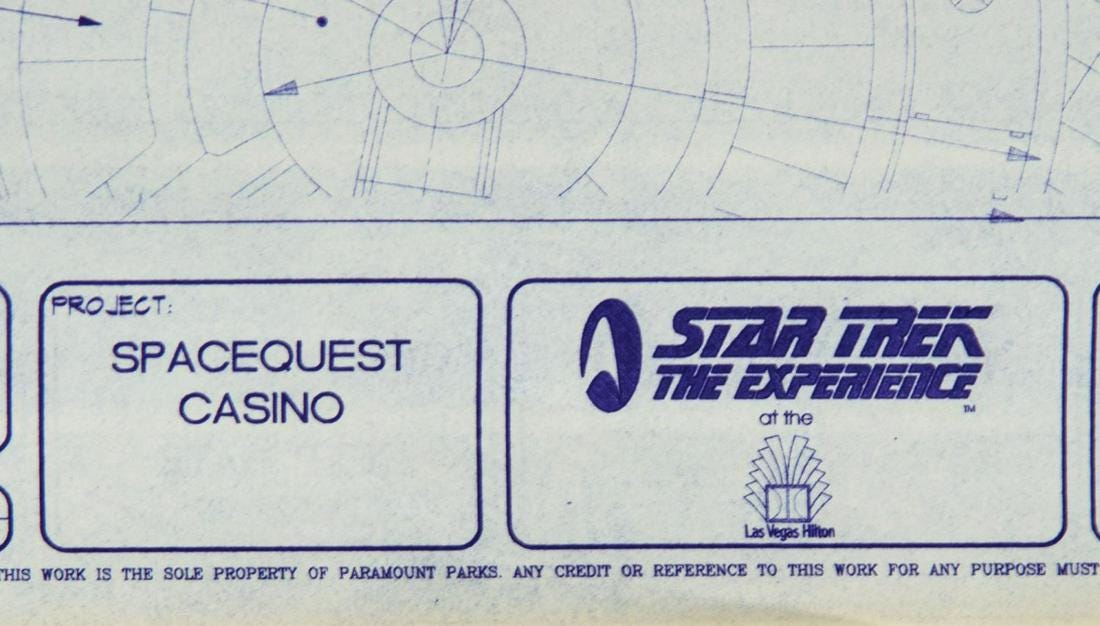 PROJECT:
SPACEQUEST
CASINO
STAR TREK
THE EXPERIENCE
TM
at the
Las Vegas Hilton
THIS WORK IS THE SOLE PROPERTY OF PARAMOUNT PARKS. ANY CREDIT OR REFERENCE TO THIS WORK FOR ANY PURPOSE MUST